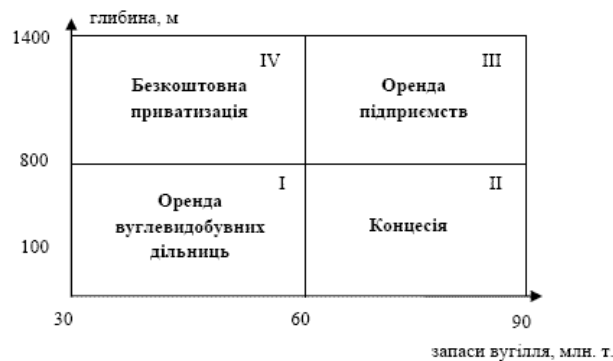 глибина, м
1400
IV
Безкоштовна
приватизація
III
Оренда
підприємств
800
I
Оренда
вуглевидобувних
дільниць
II
Концесія
100
30
60
90
запаси вугілля, млн. т.